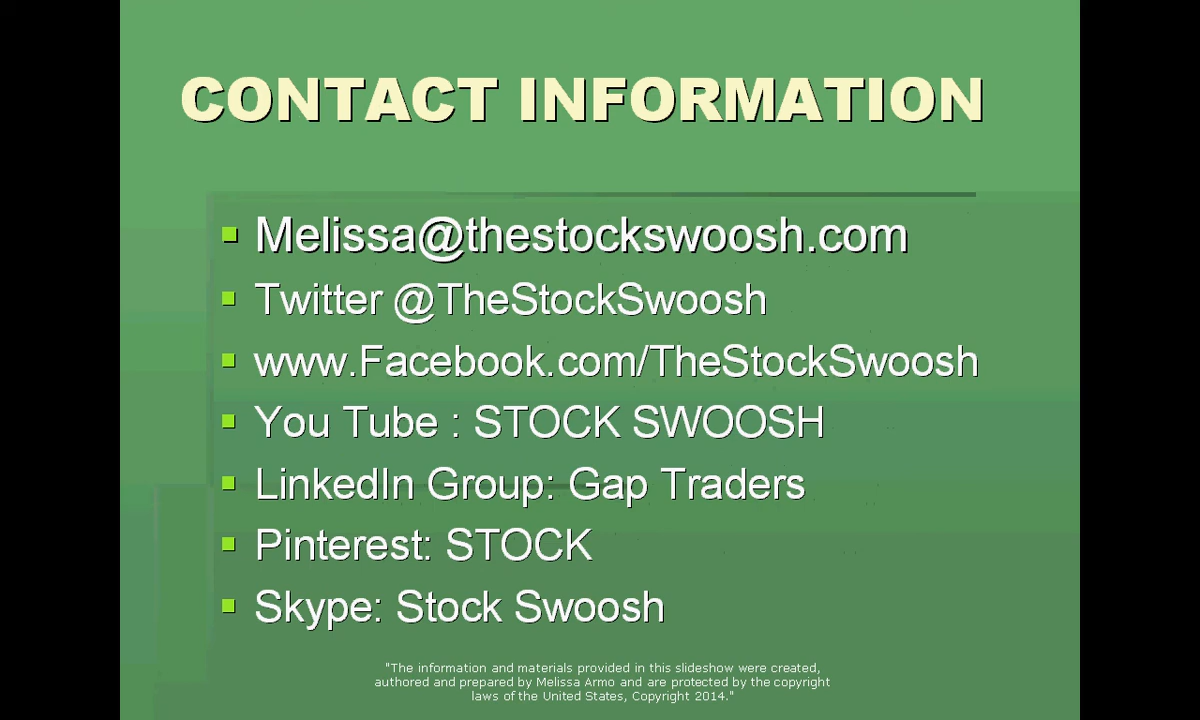 CONTACT INFORMATION
Melissa@thestockswoosh.com
Twitter @TheStockSwoosh
www.Facebook.com/TheStockSwoosh
You Tube : STOCK SWOOSH
LinkedIn Group: Gap Traders
Pinterest: STOCK
Skype: Stock Swoosh
"The information and materials provided in this slideshow were created,
authored and prepared by Melissa Armo and are protected by the copyright
laws of the United States, Copyright 2014."